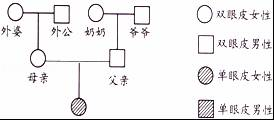 外婆 外公 奶奶 爷爷
母亲 父亲
双眼皮女性
双眼皮男性
单眼皮女性
单眼皮男性